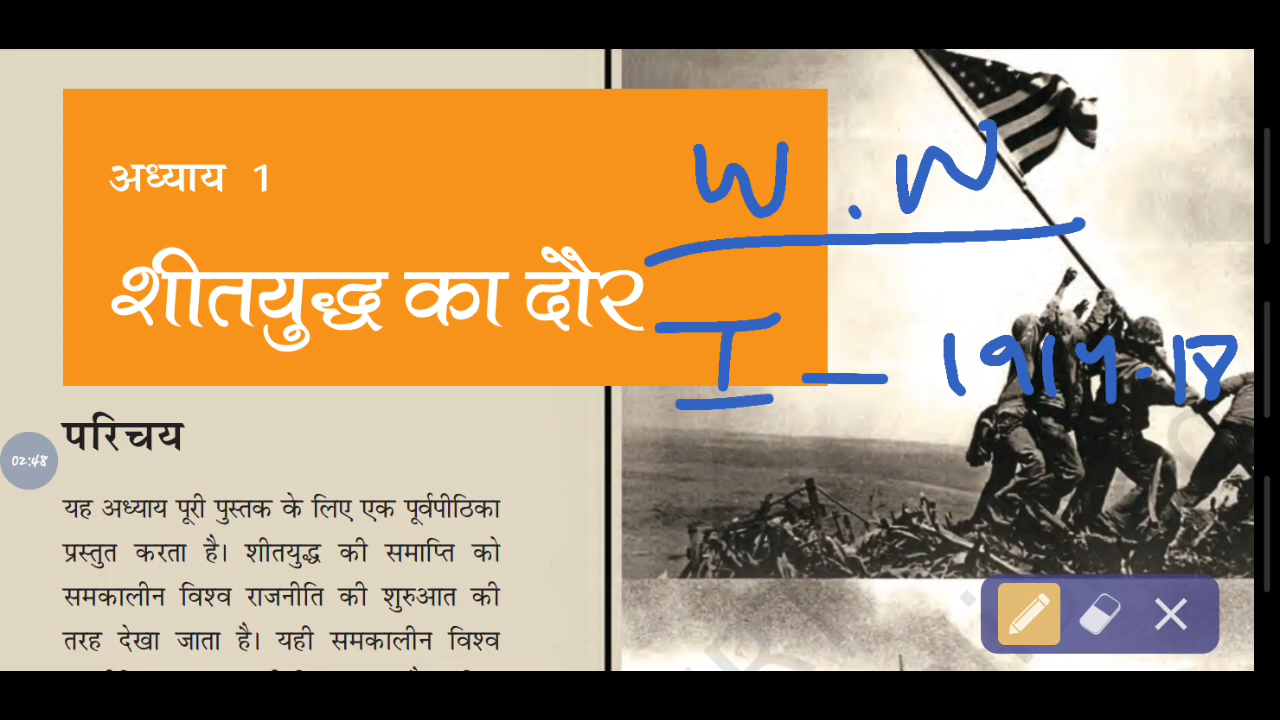 अध्याय 1
शीतयुद्ध का दौर
W.W
I - 1914-18
परिचय
02:48
यह अध्याय पूरी पुस्तक के लिए एक पूर्वपीठिका
प्रस्तुत करता है। शीतयुद्ध की समाप्ति को
समकालीन विश्व राजनीति की शुरुआत की
तरह देखा जाता है। यही समकालीन विश्व